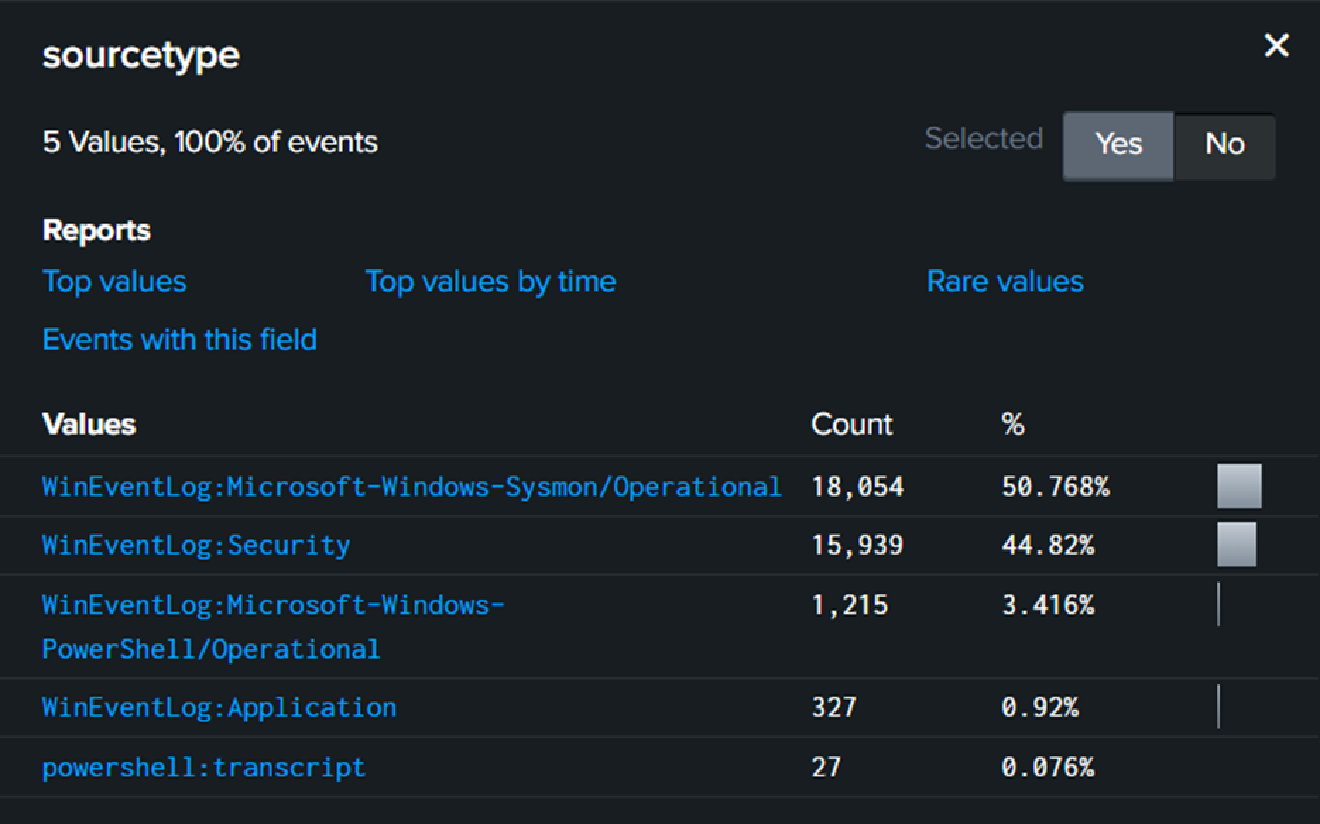 sourcetype
5 Values, 100% of events
Selected Yes No
Reports
Top values Top values by time Rare values
Events with this field
Values Count %
WinEventLog:Microsoft-Windows-Sysmon/Operational 18,054 50.768%
WinEventLog:Security 15,939 44.82%
WinEventLog:Microsoft-Windows- 1,215 3.416%
PowerShell/Operational
WinEventLog:Application 327 0.92%
powershell:transcript 27 0.076%